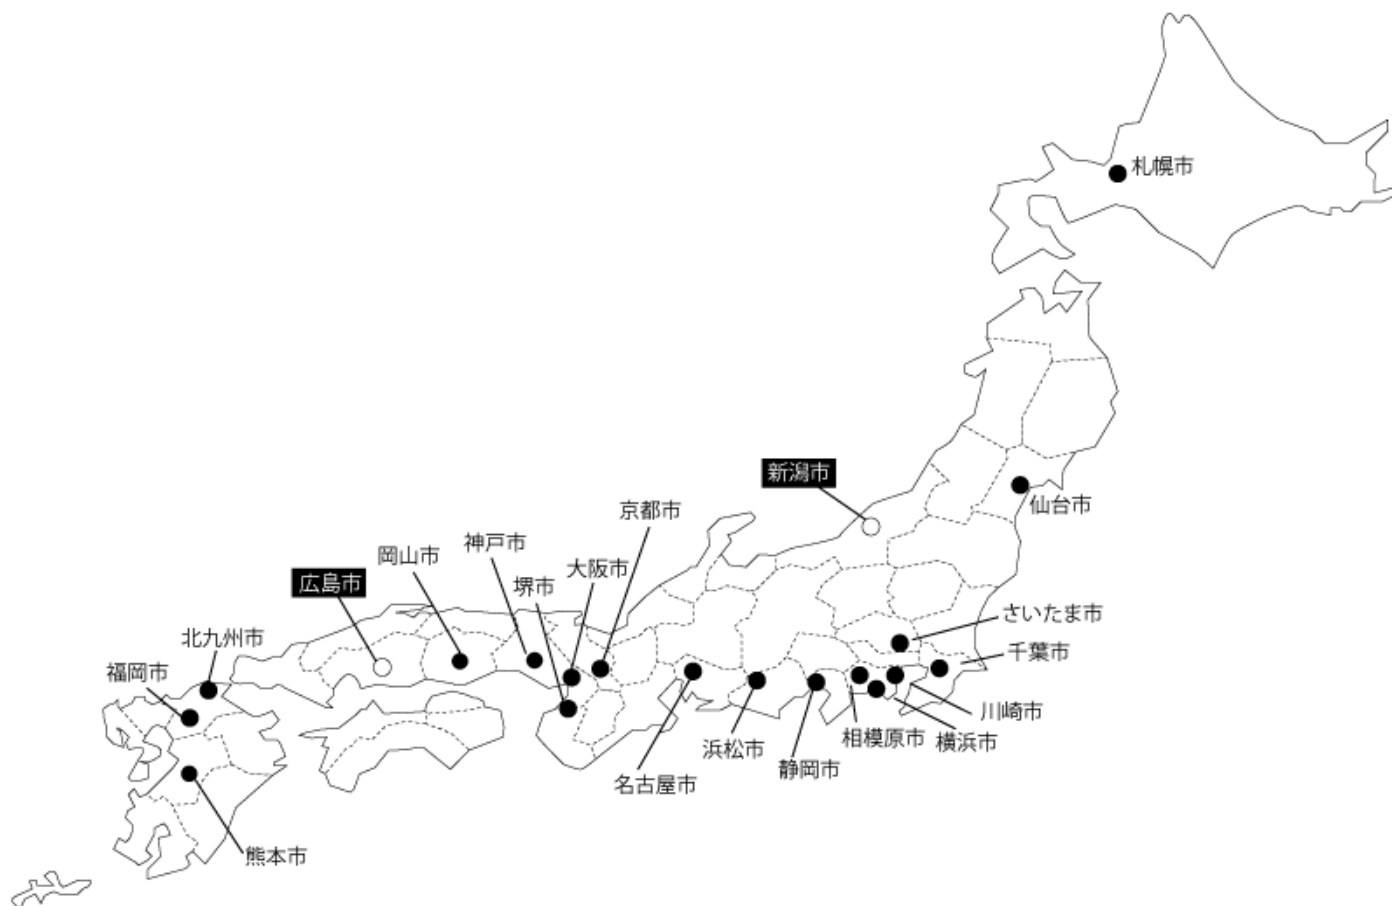 札幌市
新潟市
仙台市
京都市
神戸市
岡山市
大阪市
堺市
広島市
さいたま市
北九州市
千葉市
福岡市
川崎市
相模原市
横浜市
浜松市
静岡市
名古屋市
熊本市